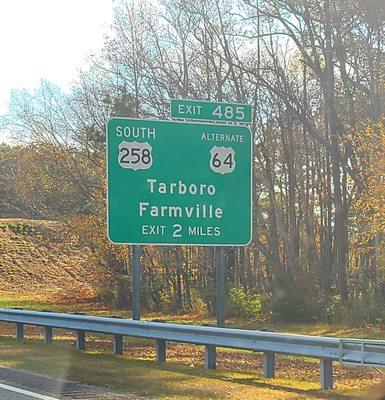 EXIT 485
SOUTH ALTERNATE
258 64
Tarboro
Farmville
EXIT 2 MILES